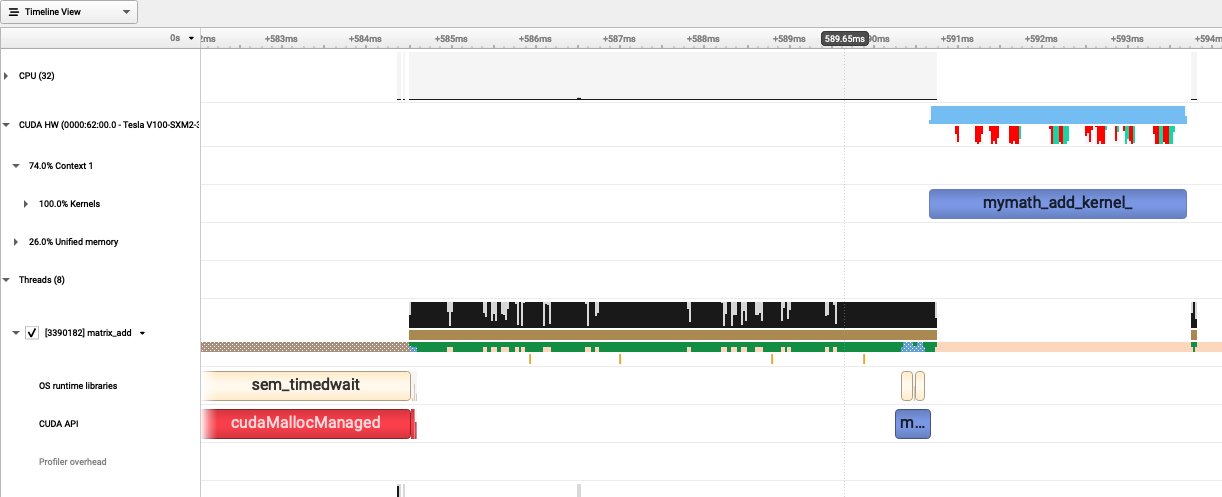 Timeline View
0s
2ms +583ms +584ms +585ms +586ms +587ms +588ms +589ms 589.65ms 90ms +591ms +592ms +593ms +594m
CPU (32)
CUDA HW (0000:62:00.0 - Tesla V100-SXM2-3
74.0% Context 1
100.0% Kernels
mymath_add_kernel_
26.0% Unified memory
Threads (8)
[3390182] matrix_add
OS runtime libraries
sem_timedwait
CUDA API
cudaMallocManaged
m...
Profiler overhead